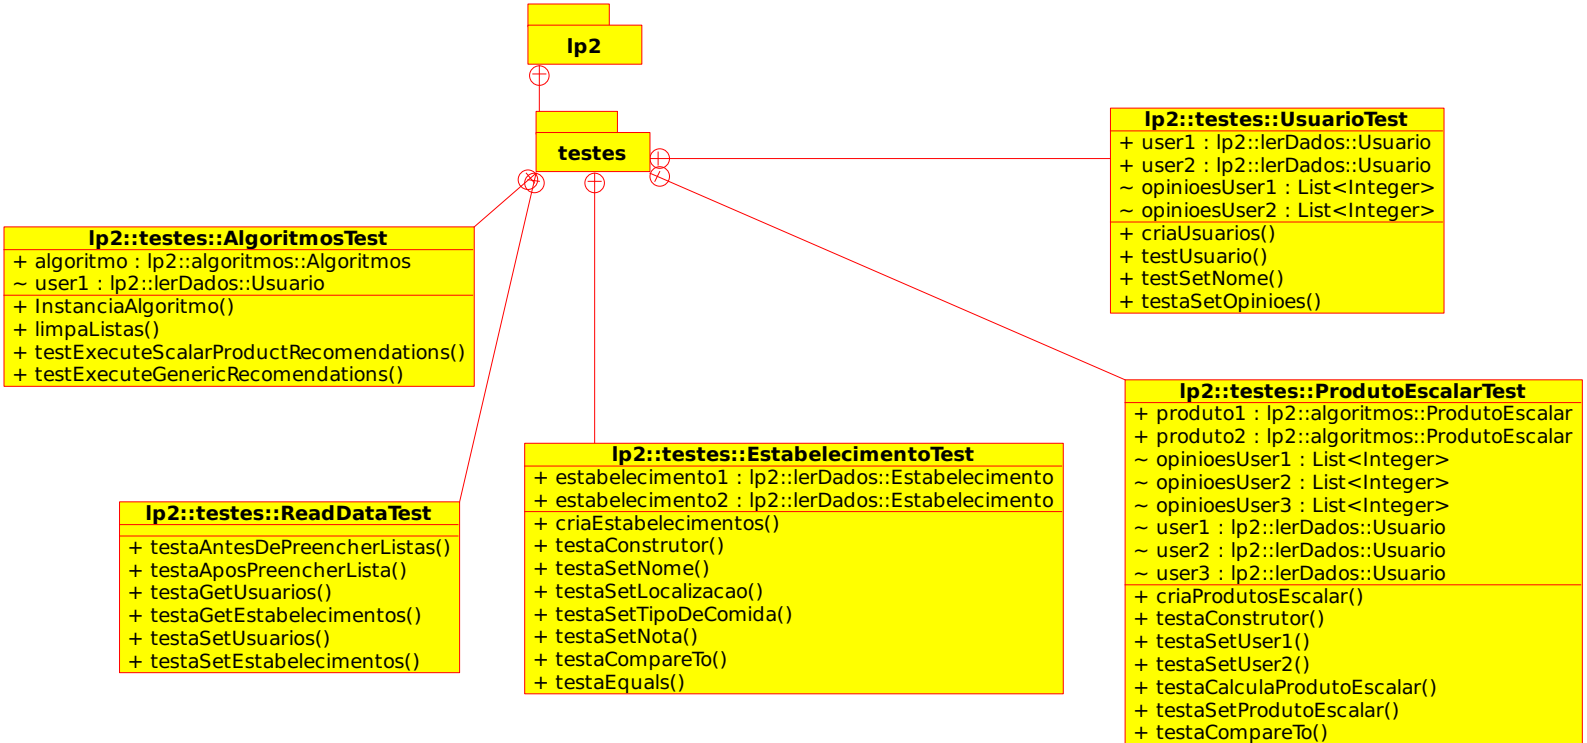 lp2
testes
lp2::testes::UsuarioTest
+ user1 : lp2::lerDados::Usuario
+ user2 : lp2::lerDados::Usuario
~ opinioesUser1 : List<Integer>
~ opinioesUser2 : List<Integer>
+ criaUsuarios()
+ testUsuario()
+ testSetNome()
+ testaSetOpinioes()
lp2::testes::AlgoritmosTest
+ algoritmo : lp2::algoritmos::Algoritmos
~ user1 : lp2::lerDados::Usuario
+ InstanciaAlgoritmo()
+ limpaListas()
+ testExecuteScalarProductRecomendations()
+ testExecuteGenericRecomendations()
lp2::testes::ProdutoEscalarTest
+ produto1 : lp2::algoritmos::ProdutoEscalar
+ produto2 : lp2::algoritmos::ProdutoEscalar
~ opinioesUser1 : List<Integer>
~ opinioesUser2 : List<Integer>
~ opinioesUser3 : List<Integer>
~ user1 : lp2::lerDados::Usuario
~ user2 : lp2::lerDados::Usuario
~ user3 : lp2::lerDados::Usuario
+ criaProdutosEscalar()
+ testaConstrutor()
+ testaSetUser1()
+ testaSetUser2()
+ testaCalculaProdutoEscalar()
+ testaSetProdutoEscalar()
+ testaCompareTo()
lp2::testes::EstabelecimentoTest
+ estabelecimento1 : lp2::lerDados::Estabelecimento
+ estabelecimento2 : lp2::lerDados::Estabelecimento
+ criaEstabelecimentos()
+ testaConstrutor()
+ testaSetNome()
+ testaSetLocalizacao()
+ testaSetTipoDeComida()
+ testaSetNota()
+ testaCompareTo()
+ testaEquals()
lp2::testes::ReadDataTest
+ testaAntesDePreencherListas()
+ testaAposPreencherLista()
+ testaGetUsuarios()
+ testaGetEstabelecimentos()
+ testaSetUsuarios()
+ testaSetEstabelecimentos()